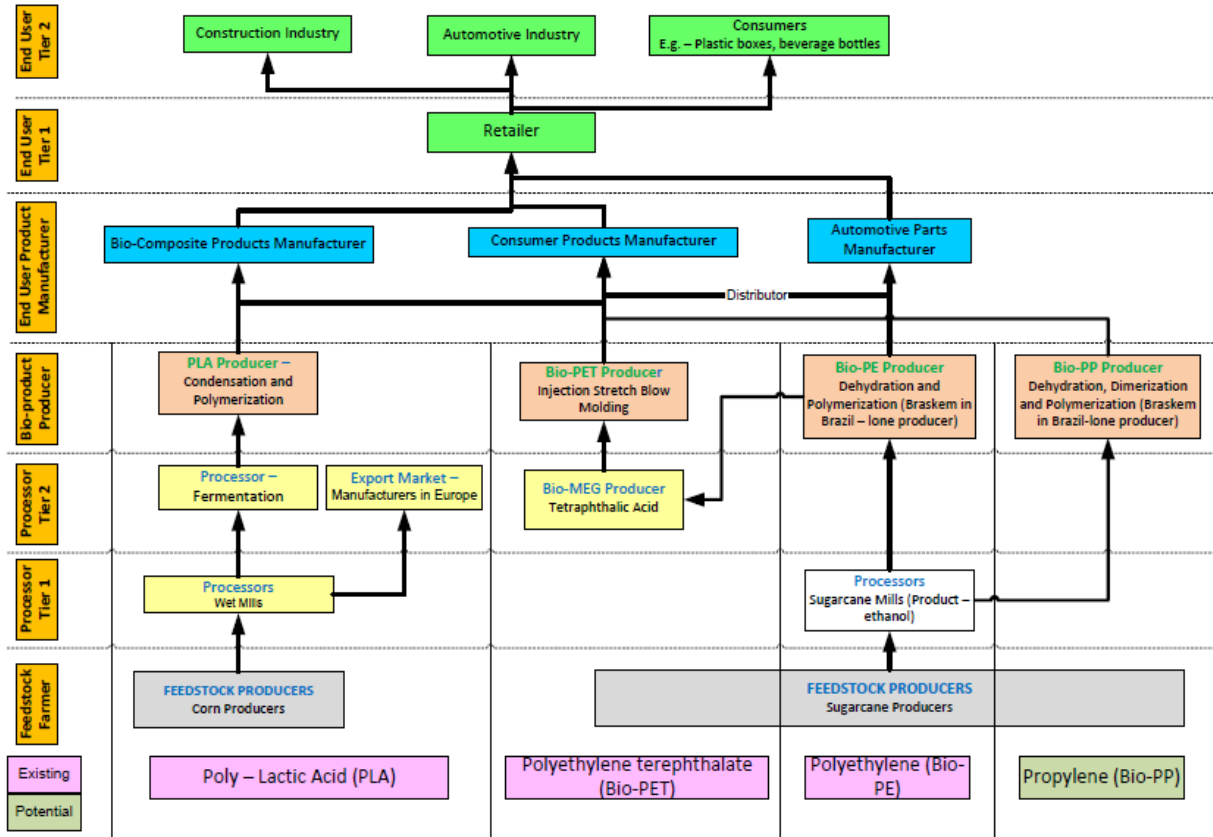 End User
Tier 2
Construction Industry
Automotive Industry
Consumers
E.g. – Plastic boxes, beverage bottles
End User
Tier 1
Retailer
End User Product
Manufacturer
Bio-Composite Products Manufacturer
Consumer Products Manufacturer
Automotive Parts
Manufacturer
Distributor
Bio-product
Producer
PLA Producer –
Condensation and
Polymerization
Bio-PET Producer
Injection Stretch Blow
Molding
Bio-PE Producer
Dehydration and
Polymerization (Braskem in
Brazil – lone producer)
Bio-PP Producer
Dehydration, Dimerization
and Polymerization (Braskem
in Brazil-lone producer)
Processor
Tier 2
Processor –
Fermentation
Export Market –
Manufacturers in Europe
Bio-MEG Producer
Tetraphthalic Acid
Processor
Tier 1
Processors
Wet Mills
Processors
Sugarcane Mills (Product –
ethanol)
Feedstock
Farmer
FEEDSTOCK PRODUCERS
Corn Producers
FEEDSTOCK PRODUCERS
Sugarcane Producers
Existing
Potential
Poly – Lactic Acid (PLA)
Polyethylene terephthalate
(Bio-PET)
Polyethylene (Bio-
PE)
Propylene (Bio-PP)